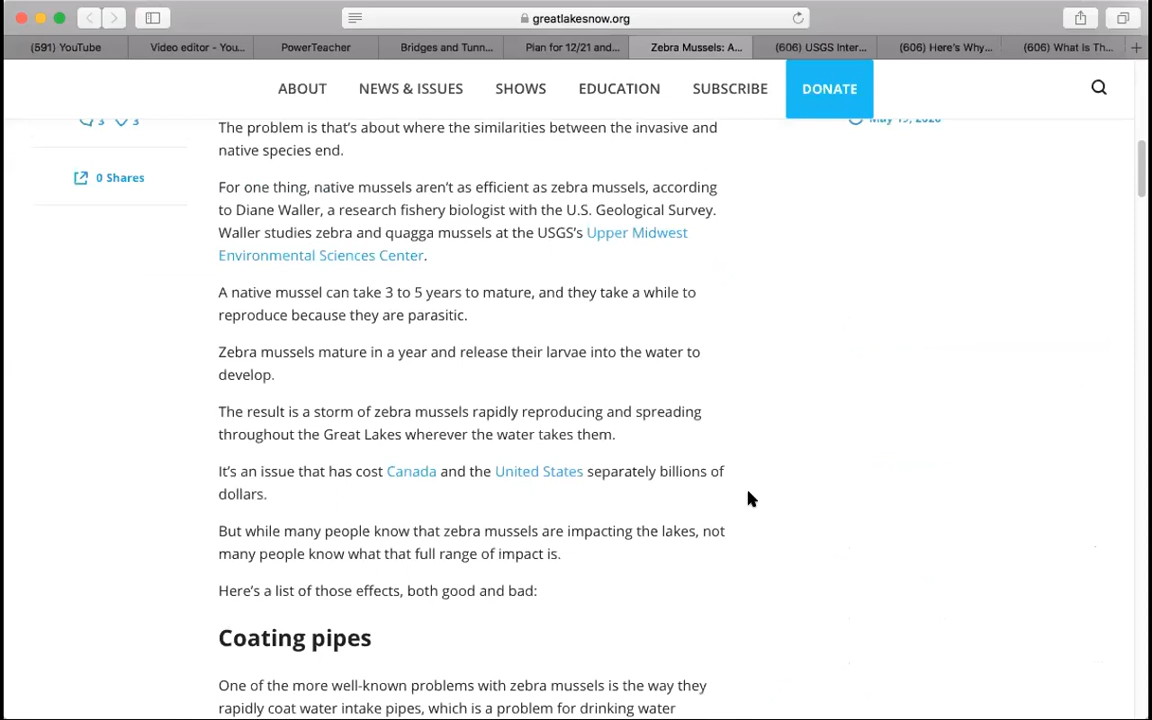 greatlakesnow.org
(591) YouTube
Video editor - You...
PowerTeacher
Bridges and Tunn...
Plan for 12/21 and...
Zebra Mussels: A...
(606) USGS Inter...
(606) Here's Why...
(606) What Is Th...
ABOUT
NEWS & ISSUES
SHOWS
EDUCATION
SUBSCRIBE
DONATE
3
3
May 19, 2020
0 Shares
The problem is that's about where the similarities between the invasive and
native species end.
For one thing, native mussels aren't as efficient as zebra mussels, according
to Diane Waller, a research fishery biologist with the U.S. Geological Survey.
Waller studies zebra and quagga mussels at the USGS's Upper Midwest
Environmental Sciences Center.
A native mussel can take 3 to 5 years to mature, and they take a while to
reproduce because they are parasitic.
Zebra mussels mature in a year and release their larvae into the water to
develop.
The result is a storm of zebra mussels rapidly reproducing and spreading
throughout the Great Lakes wherever the water takes them.
It's an issue that has cost Canada and the United States separately billions of
dollars.
But while many people know that zebra mussels are impacting the lakes, not
many people know what that full range of impact is.
Here's a list of those effects, both good and bad:
Coating pipes
One of the more well-known problems with zebra mussels is the way they
rapidly coat water intake pipes, which is a problem for drinking water